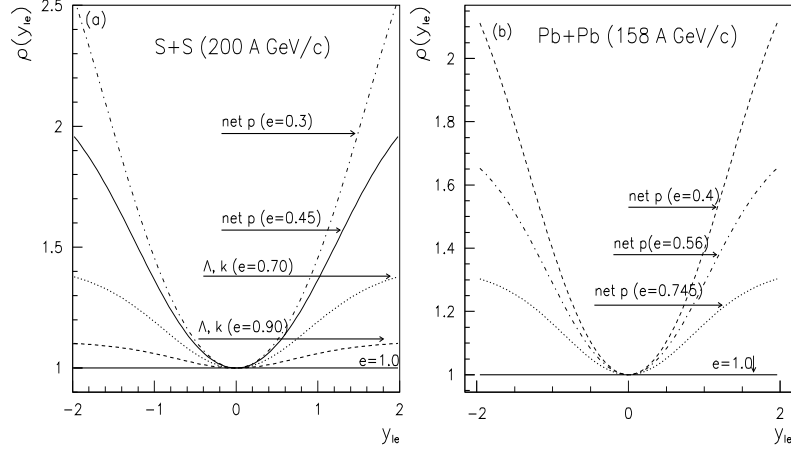 (a)
S+S (200 A GeV/c)
ρ(y_le)
2.5
2
1.5
1
net p (e=0.3)
net p (e=0.45)
Λ, k (e=0.70)
Λ, k (e=0.90)
e=1.0
−2 −1 0 1 2
y_le
(b)
Pb+Pb (158 A GeV/c)
ρ(y_le)
2
1.8
1.6
1.4
1.2
1
net p (e=0.4)
net p(e=0.56)
net p (e=0.745)
e=1.0
−2 0 2
y_le